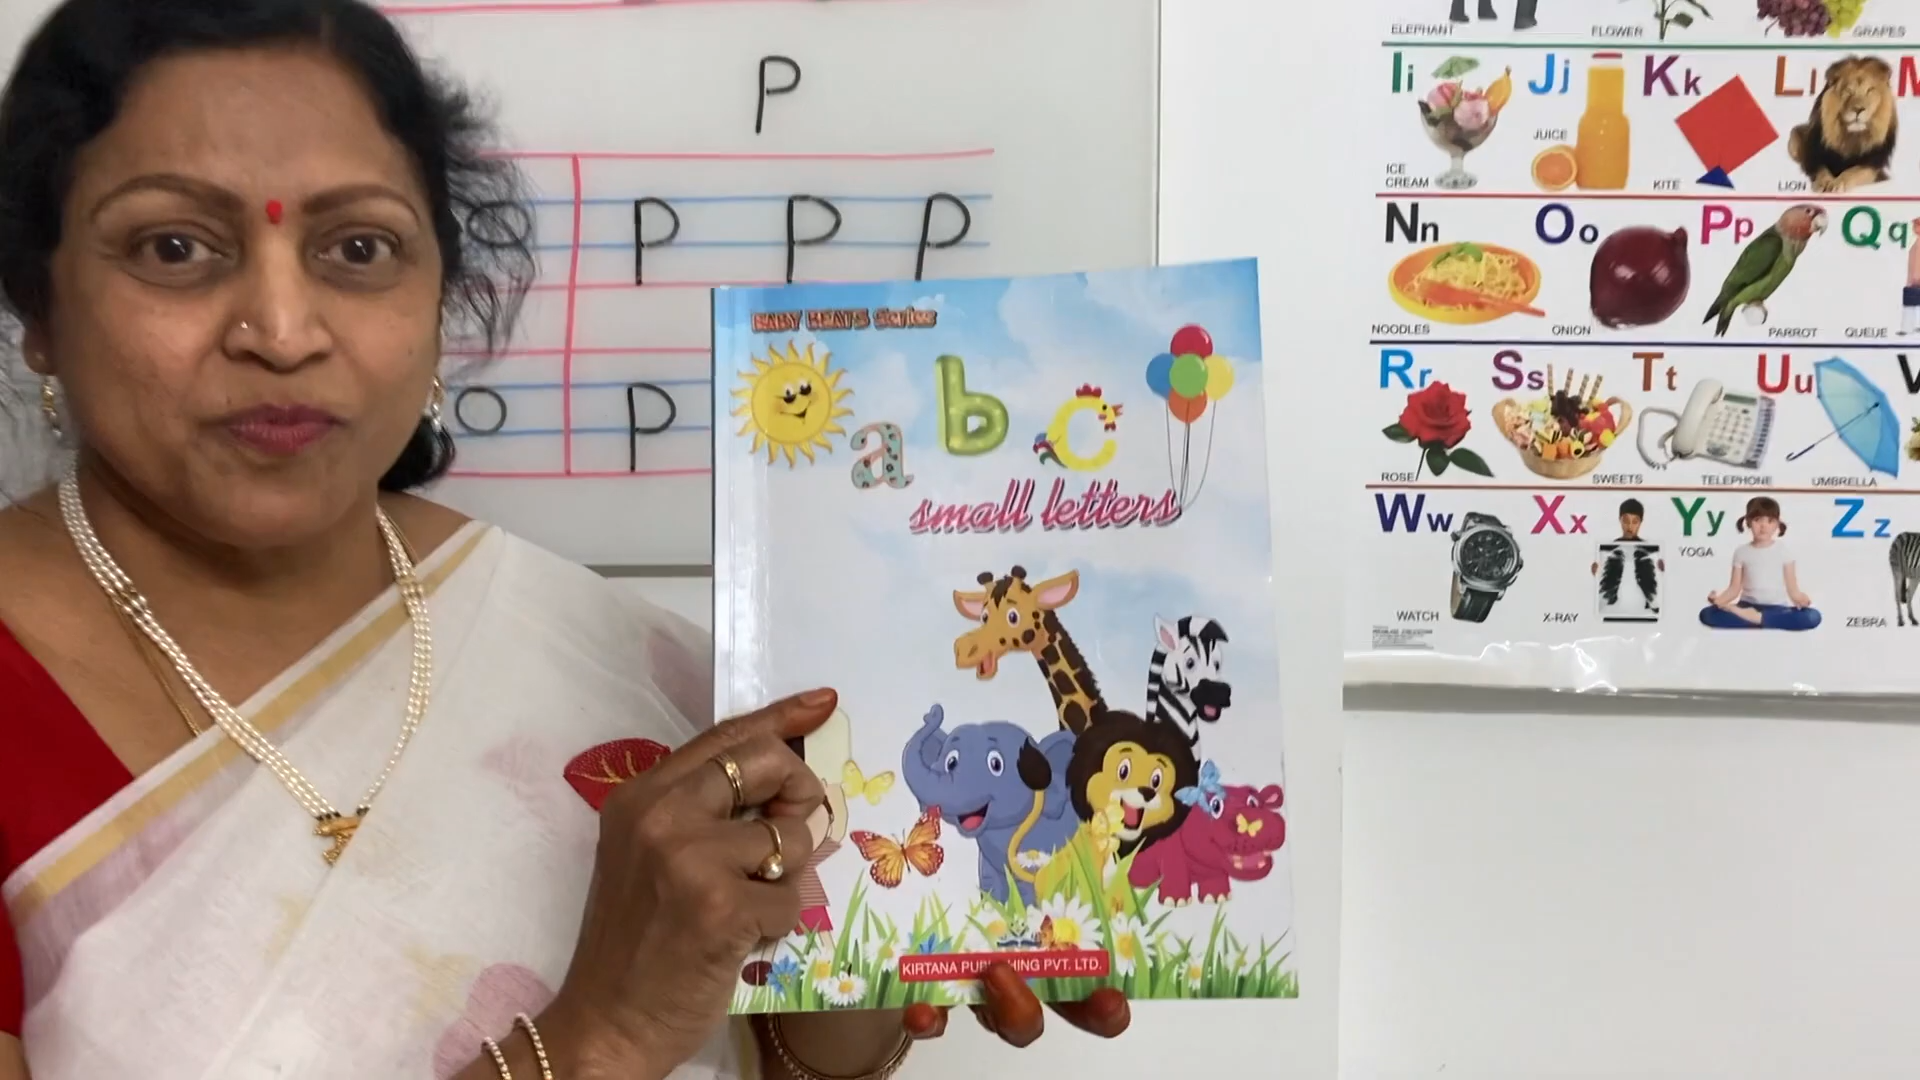 P
P P P
o P
BABY BEATS Series
a b c
small letters
KIRTANA PUBLISHING PVT. LTD.
ELEPHANT FLOWER GRAPES
Ii Jj Kk Ll M
ICE CREAM JUICE KITE LION
Nn Oo Pp Qq
NOODLES ONION PARROT QUEUE
Rr Ss Tt Uu V
ROSE SWEETS TELEPHONE UMBRELLA
Ww Xx Yy Zz
WATCH X-RAY YOGA ZEBRA